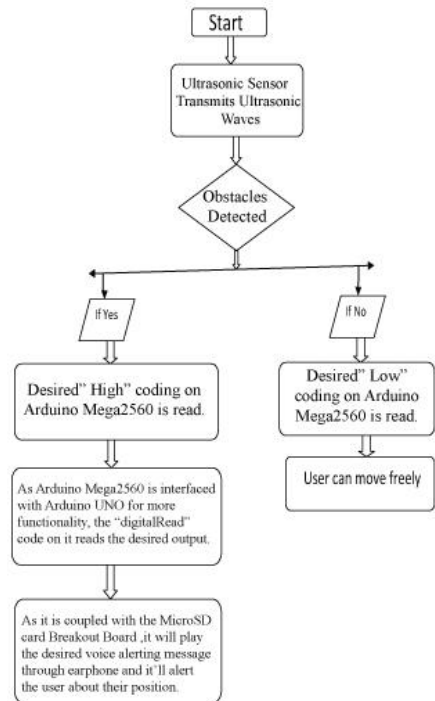 Start
Ultrasonic Sensor
Transmits Ultrasonic
Waves
Obstacles
Detected
If Yes
If No
Desired” High” coding on
Arduino Mega2560 is read.
Desired” Low”
coding on Arduino
Mega2560 is read.
As Arduino Mega2560 is interfaced
with Arduino UNO for more
functionality, the “digitalRead”
code on it reads the desired output.
User can move freely
As it is coupled with the MicroSD
card Breakout Board ,it will play
the desired voice alerting message
through earphone and it’ll alert
the user about their position.